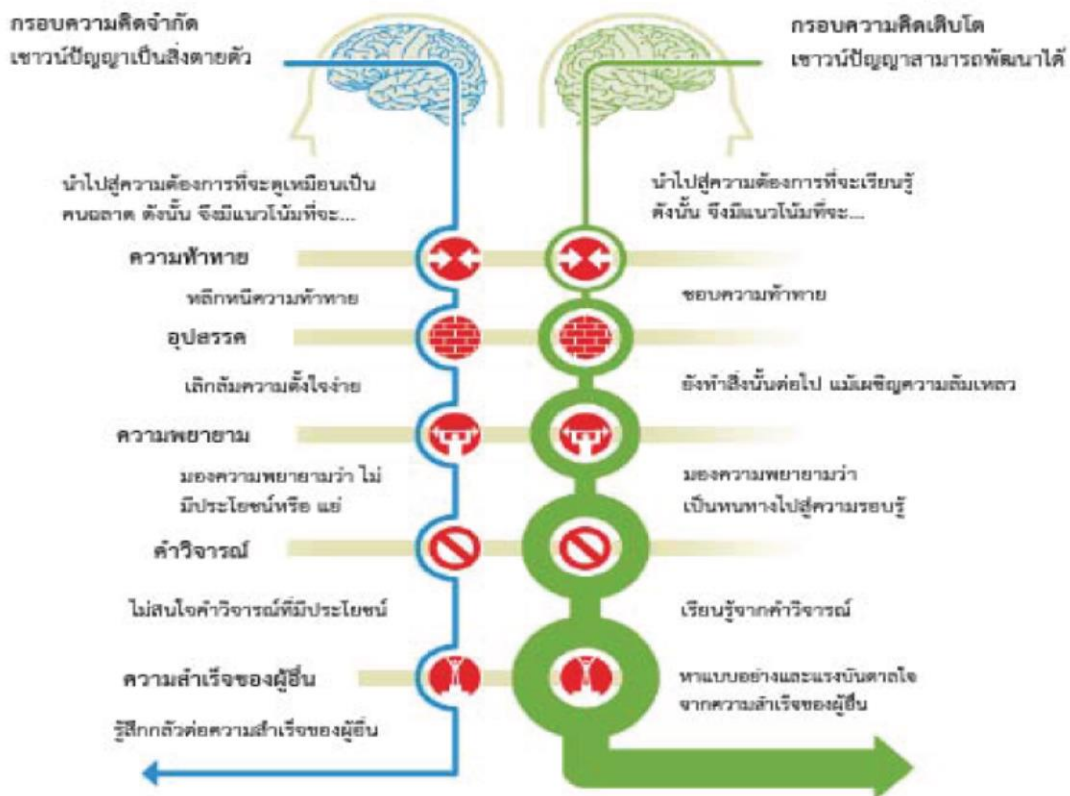 กรอบความคิดจำกัด
เชาวน์ปัญญาเป็นสิ่งตายตัว
กรอบความคิดเติบโต
เชาวน์ปัญญาสามารถพัฒนาได้
นำไปสู่ความต้องการที่จะดูเหมือนเป็น
คนฉลาด ดังนั้น จึงมีแนวโน้มที่จะ...
นำไปสู่ความต้องการที่จะเรียนรู้
ดังนั้น จึงมีแนวโน้มที่จะ...
ความท้าทาย
หลีกหนีความท้าทาย
ชอบความท้าทาย
อุปสรรค
เลิกล้มความตั้งใจง่าย
ยังทำสิ่งนั้นต่อไป แม้เผชิญความล้มเหลว
ความพยายาม
มองความพยายามว่า ไม่
มีประโยชน์หรือ แย่
มองความพยายามว่า
เป็นหนทางไปสู่ความรอบรู้
คำวิจารณ์
ไม่สนใจคำวิจารณ์ที่มีประโยชน์
เรียนรู้จากคำวิจารณ์
ความสำเร็จของผู้อื่น
รู้สึกกลัวต่อความสำเร็จของผู้อื่น
หาแบบอย่างและแรงบันดาลใจ
จากความสำเร็จของผู้อื่น